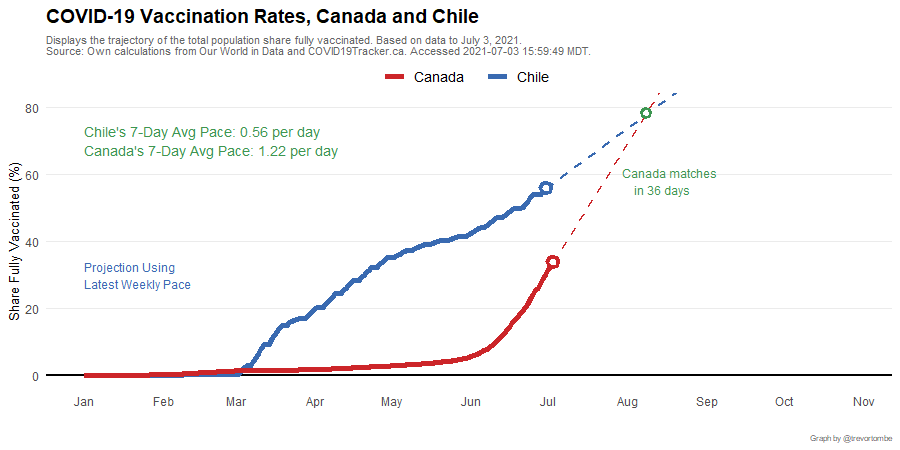 COVID-19 Vaccination Rates, Canada and Chile
Displays the trajectory of the total population share fully vaccinated. Based on data to July 3, 2021.
Source: Own calculations from Our World in Data and COVID19Tracker.ca. Accessed 2021-07-03 15:59:49 MDT.
Canada Chile
80
Chile's 7-Day Avg Pace: 0.56 per day
Canada's 7-Day Avg Pace: 1.22 per day
60
Canada matches
in 36 days
Share Fully Vaccinated (%)
40
Projection Using
Latest Weekly Pace
20
0
Jan Feb Mar Apr May Jun Jul Aug Sep Oct Nov
Graph by @trevortombe